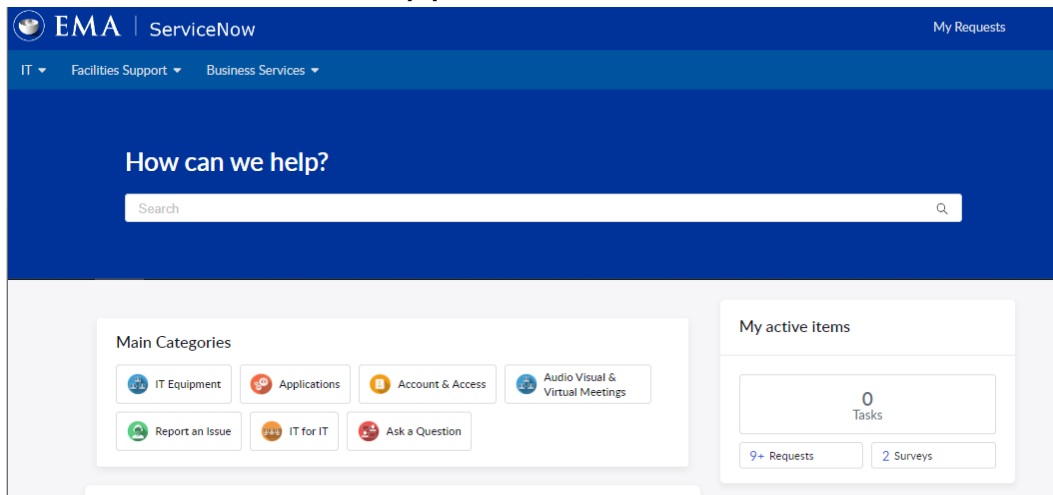 EMA | ServiceNow
My Requests
IT
Facilities Support
Business Services
How can we help?
Search
Main Categories
IT Equipment
Applications
Account & Access
Audio Visual &
Virtual Meetings
Report an Issue
IT for IT
Ask a Question
My active items
0
Tasks
9+ Requests
2 Surveys